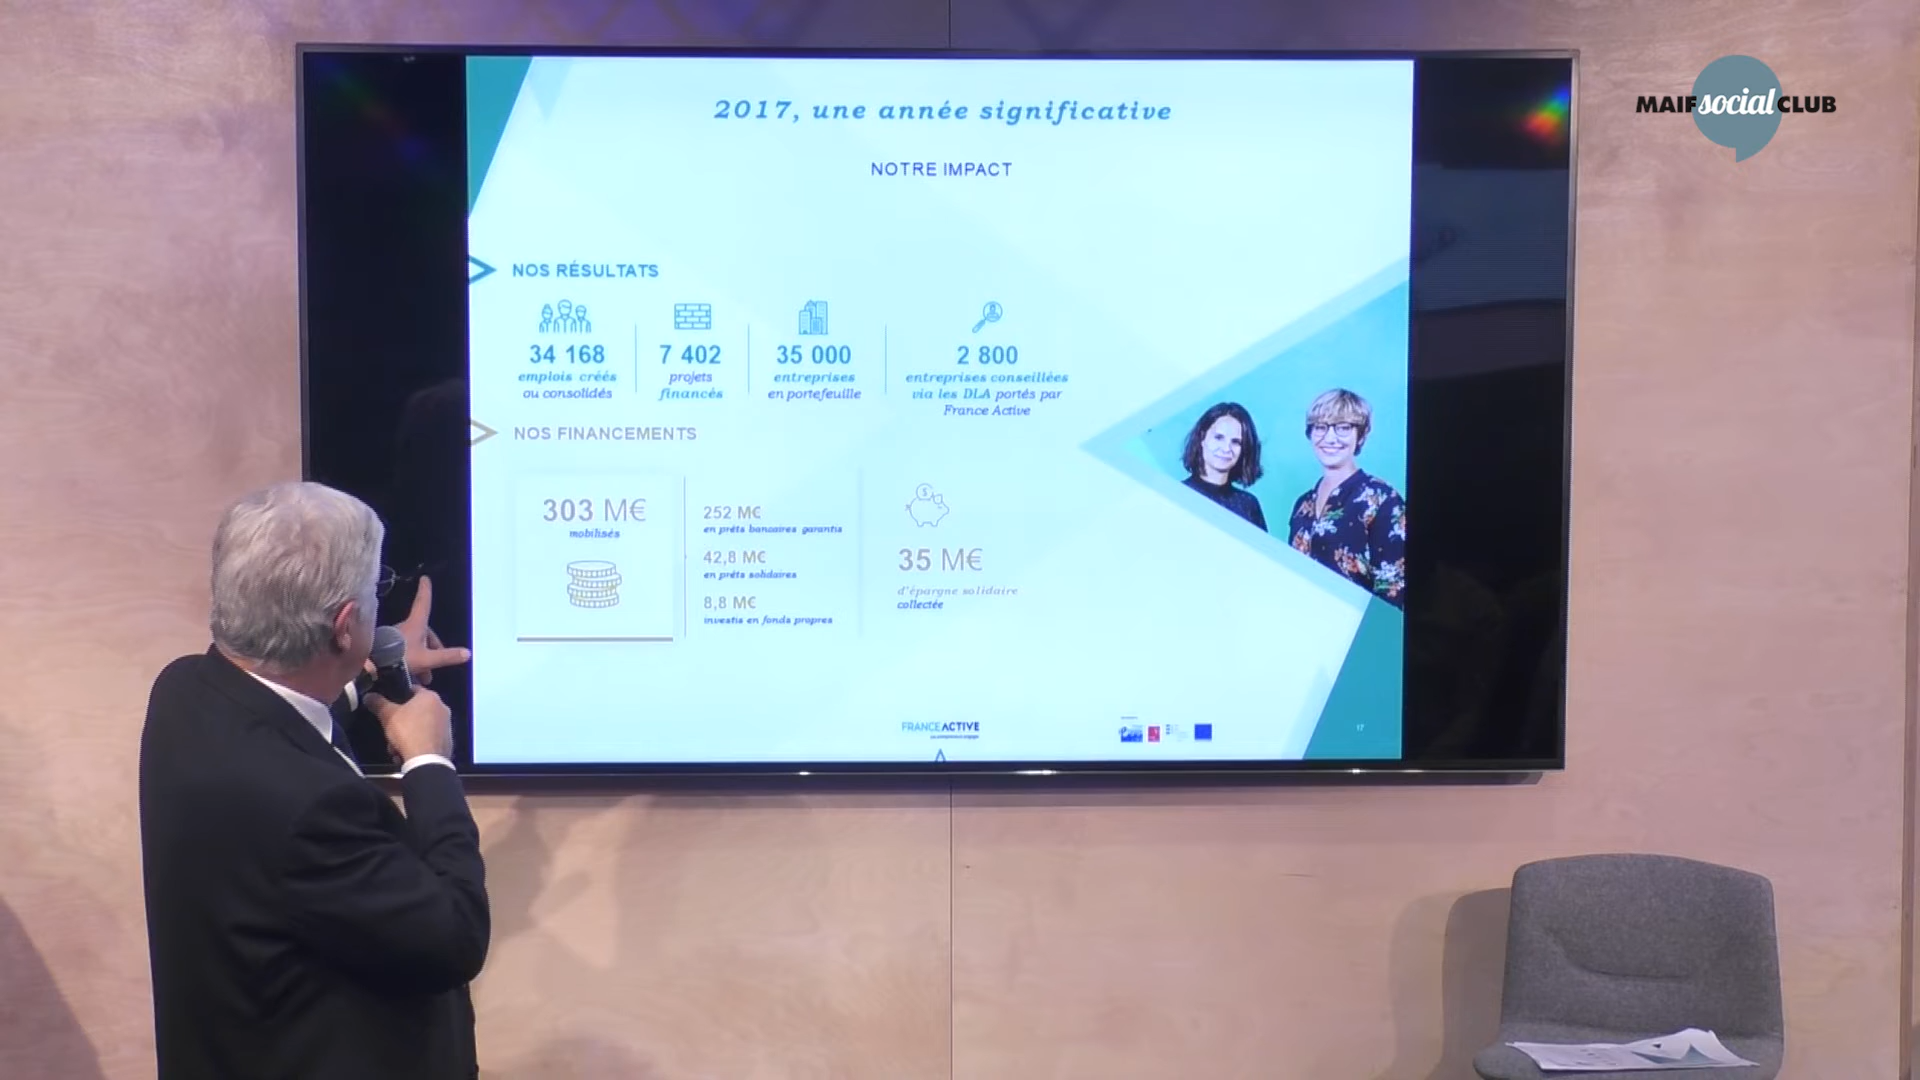 MAIF social CLUB
2017, une année significative
NOTRE IMPACT
NOS RÉSULTATS
34 168
emplois créés
ou consolidés
7 402
projets
financés
35 000
entreprises
en portefeuille
2 800
entreprises conseillées
via les DLA portés par
France Active
NOS FINANCEMENTS
303 M€
mobilisés
252 M€
en prêts bancaires garantis
42,8 M€
en prêts solidaires
8,8 M€
investis en fonds propres
35 M€
d'épargne solidaire
collectée
FRANCE ACTIVE
17